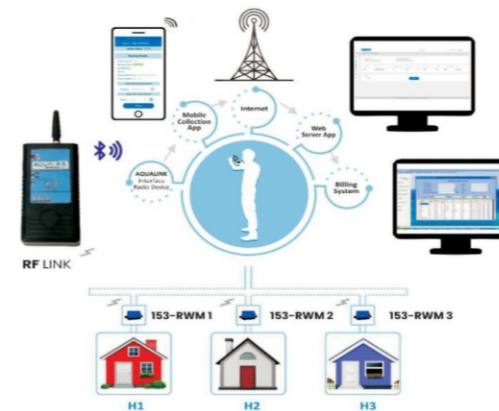 Internet
Mobile
Collection
App
Web
Server App
AQUALINK
Interface
Radio Device
Billing
System
RF LINK
153-RWM 1
153-RWM 2
153-RWM 3
H1
H2
H3